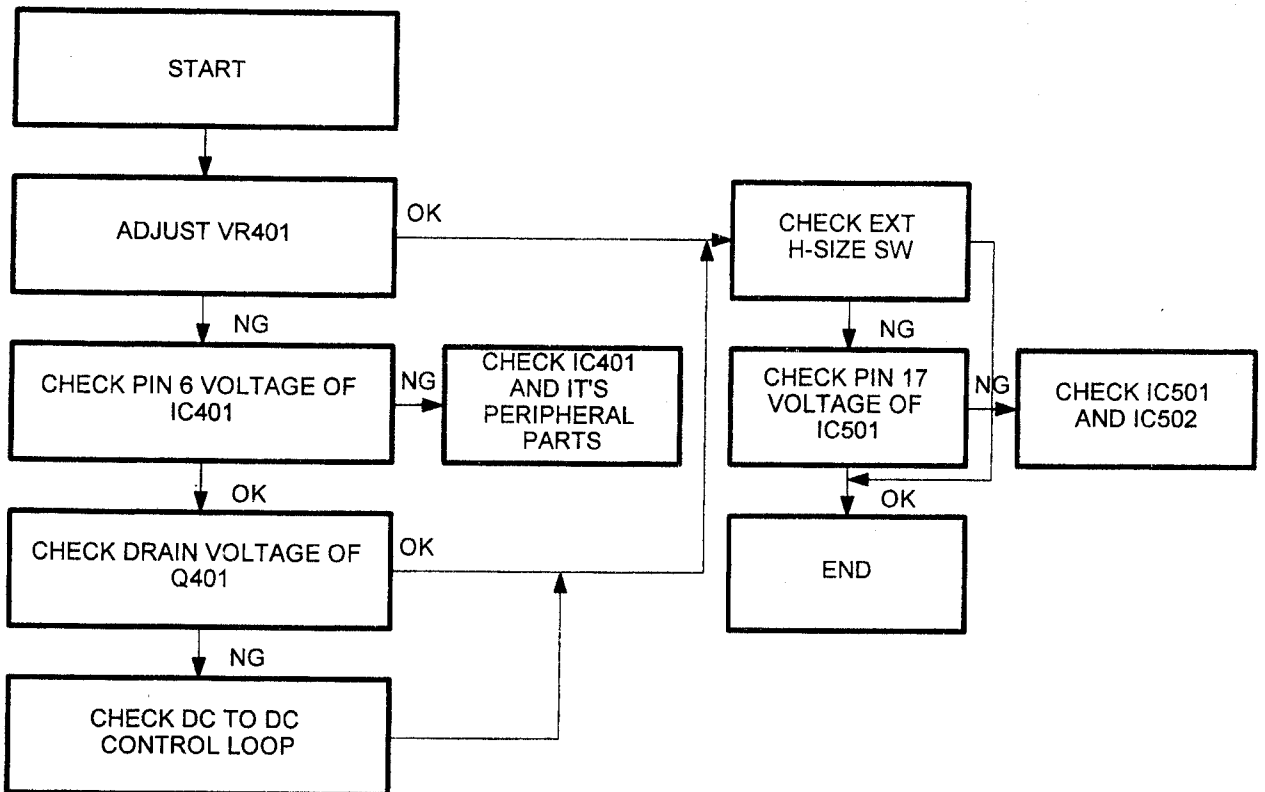 START
ADJUST VR401
OK
NG
CHECK PIN 6 VOLTAGE OF
IC401
NG
CHECK IC401
AND IT'S
PERIPHERAL
PARTS
OK
CHECK DRAIN VOLTAGE OF
Q401
OK
NG
CHECK DC TO DC
CONTROL LOOP
CHECK EXT
H-SIZE SW
NG
CHECK PIN 17
VOLTAGE OF
IC501
NG
CHECK IC501
AND IC502
OK
END